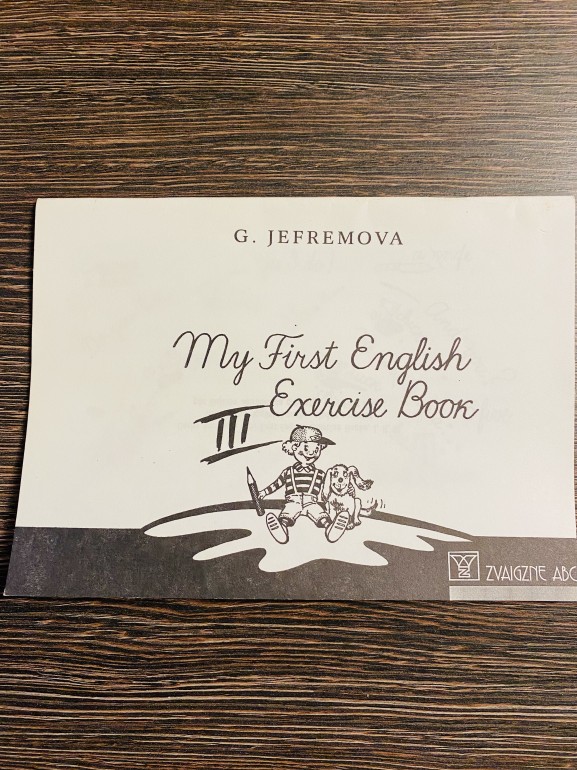 G. JEFREMOVA
My First English
Exercise Book
III
ZVAIGZNE ABC